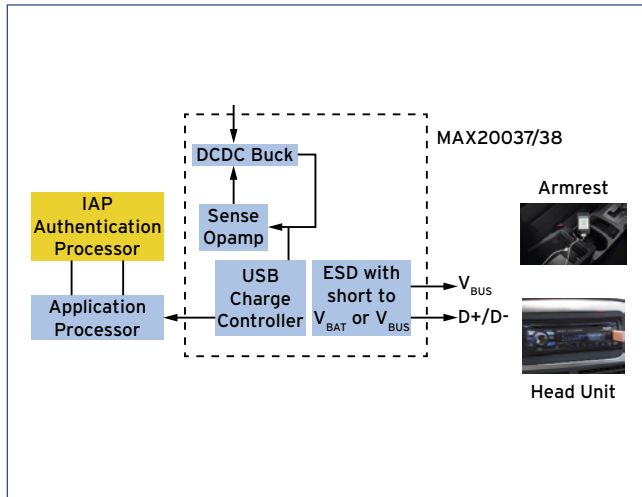 MAX20037/38
DCDC Buck
Armrest
IAP
Authentication
Processor
Sense
Opamp
USB
Charge
Controller
ESD with
short to
V_BAT or V_BUS
Application
Processor
V_BUS
D+/D-
Head Unit